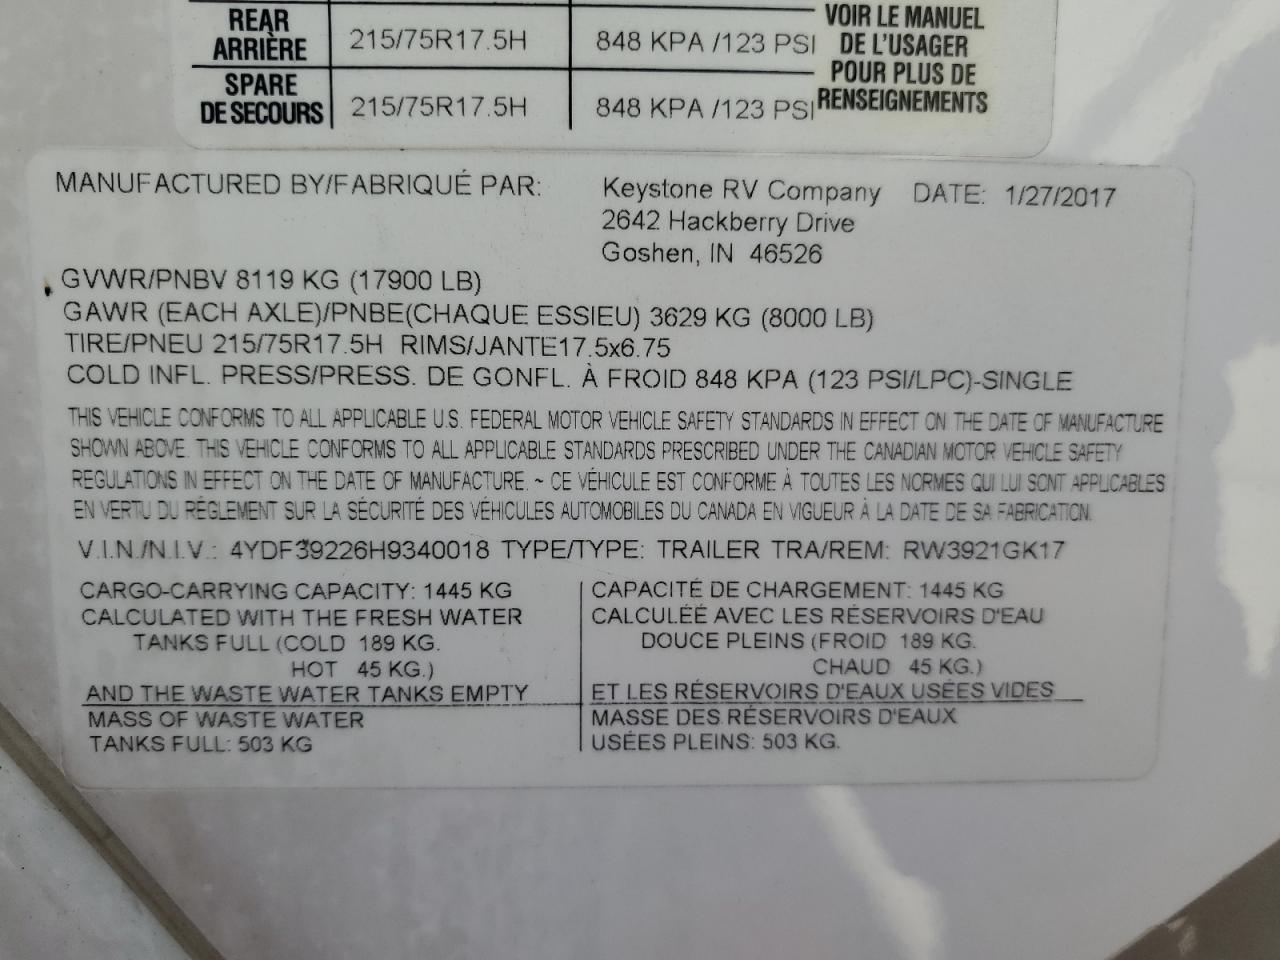 REAR
ARRIÈRE
215/75R17.5H
848 KPA /123 PSI
SPARE
DE SECOURS
215/75R17.5H
848 KPA /123 PSI
VOIR LE MANUEL
DE L'USAGER
POUR PLUS DE
RENSEIGNEMENTS
MANUFACTURED BY/FABRIQUÉ PAR:
Keystone RV Company DATE: 1/27/2017
2642 Hackberry Drive
Goshen, IN 46526
GVWR/PNBV 8119 KG (17900 LB)
GAWR (EACH AXLE)/PNBE(CHAQUE ESSIEU) 3629 KG (8000 LB)
TIRE/PNEU 215/75R17.5H RIMS/JANTE17.5x6.75
COLD INFL. PRESS/PRESS. DE GONFL. À FROID 848 KPA (123 PSI/LPC)-SINGLE
THIS VEHICLE CONFORMS TO ALL APPLICABLE U.S. FEDERAL MOTOR VEHICLE SAFETY STANDARDS IN EFFECT ON THE DATE OF MANUFACTURE
SHOWN ABOVE. THIS VEHICLE CONFORMS TO ALL APPLICABLE STANDARDS PRESCRIBED UNDER THE CANADIAN MOTOR VEHICLE SAFETY
REGULATIONS IN EFFECT ON THE DATE OF MANUFACTURE. ~ CE VÉHICULE EST CONFORME À TOUTES LES NORMES QUI LUI SONT APPLICABLES
EN VERTU DU RÈGLEMENT SUR LA SÉCURITÉ DES VÉHICULES AUTOMOBILES DU CANADA EN VIGUEUR À LA DATE DE SA FABRICATION.
V.I.N./N.I.V.: 4YDF39226H9340018 TYPE/TYPE: TRAILER TRA/REM: RW3921GK17
CARGO-CARRYING CAPACITY: 1445 KG
CALCULATED WITH THE FRESH WATER
TANKS FULL (COLD 189 KG.
HOT 45 KG.)
AND THE WASTE WATER TANKS EMPTY
MASS OF WASTE WATER
TANKS FULL: 503 KG
CAPACITÉ DE CHARGEMENT: 1445 KG
CALCULÉE AVEC LES RÉSERVOIRS D'EAU
DOUCE PLEINS (FROID 189 KG.
CHAUD 45 KG.)
ET LES RÉSERVOIRS D'EAUX USÉES VIDES
MASSE DES RÉSERVOIRS D'EAUX
USÉES PLEINS: 503 KG.